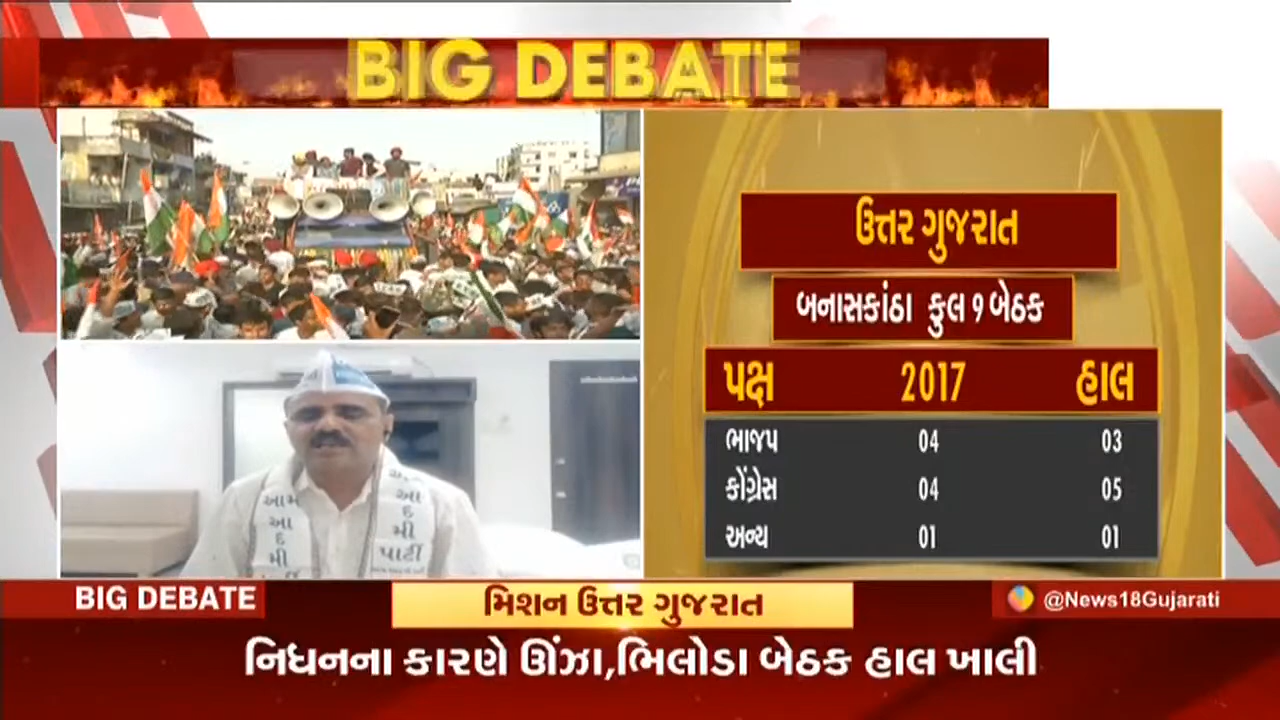 BIG DEBATE
ઉત્તર ગુજરાત
બનાસકાંઠા કુલ ૧ બેઠક
પક્ષ 2017 હાલ
ભાજપ 04 03
કોંગ્રેસ 04 05
અન્ય 01 01
આમ
આ
દ
મી
આ
દ
મી
પાર્ટી
BIG DEBATE
મિશન ઉત્તર ગુજરાત
@News18Gujarati
નિધનના કારણે ઊંઝા,ભિલોડા બેઠક હાલ ખાલી